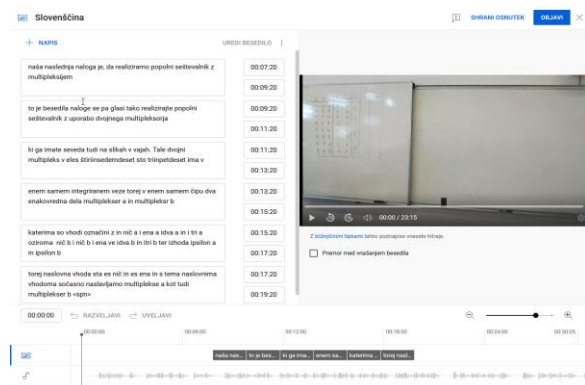 Slovenščina
SHRANI OSNUTEK
OBJAVI
+ NAPIS
UREDI BESEDILO
naša naslednja naloga je, da realiziramo popolni seštevalnik z
multipleksijem
00:07:20
00:09:20
to je besedila naloge se pa glasi tako realizirajte popolni
seštevalnik z uporabo dvojnega multipleksorja
00:09:20
00:11:20
ki ga imate seveda tudi na slikah v vajah. Tale dvojni
multipleks v eles štiriinsedemdeset sto triinpetdeset ima v
00:11:20
00:13:20
enem samem integriranem veze torej v enem samem čipu dva
enakovredna dela multiplekser a in multiplekser b
00:13:20
00:15:20
katerima so vhodi označini z in nič a i ena a idva a in i tri a
oziroma nič b i nič b i ena ve idva b in itri b ter izhoda ipsilon a
in ipsilon b
00:15:20
00:17:20
torej naslovna vhoda sta es nič in es ena in s tema naslovnima
vhodoma sočasno naslavljamo multiplekse a kot tudi
multiplekser b <spn>
00:17:20
00:19:20
00:00 / 23:15
Z bližnjičnimi tipkami lahko podnapise vnesete hitreje.
Premor med vnašanjem besedila
00:00:00
RAZVELJAVI
UVELJAVI
00:00:00
00:06:00
00:12:00
00:18:00
00:24:00
00:30:05
naša nas...
to je bes...
ki ga ima...
enem sa...
katerima ...
torej nasl...